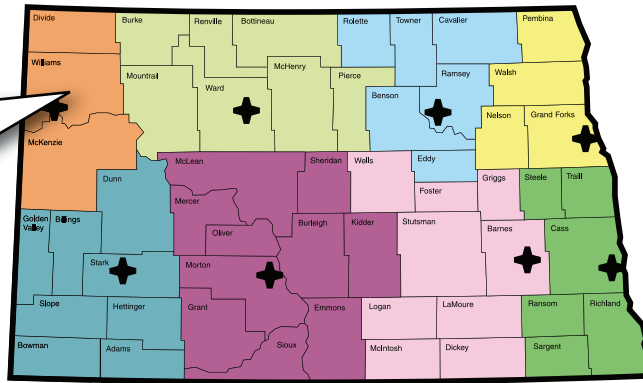 Divide
Burke
Renville
Bottineau
Rolette
Towner
Cavalier
Pembina
Williams
Mountrail
Ward
McHenry
Pierce
Benson
Ramsey
Walsh
Nelson
Grand Forks
McKenzie
Dunn
McLean
Sheridan
Wells
Eddy
Foster
Griggs
Steele
Traill
Golden
Valley
Billings
Mercer
Oliver
Burleigh
Kidder
Stutsman
Barnes
Cass
Stark
Morton
Slope
Hettinger
Grant
Emmons
Logan
LaMoure
Ransom
Richland
Bowman
Adams
Sioux
McIntosh
Dickey
Sargent